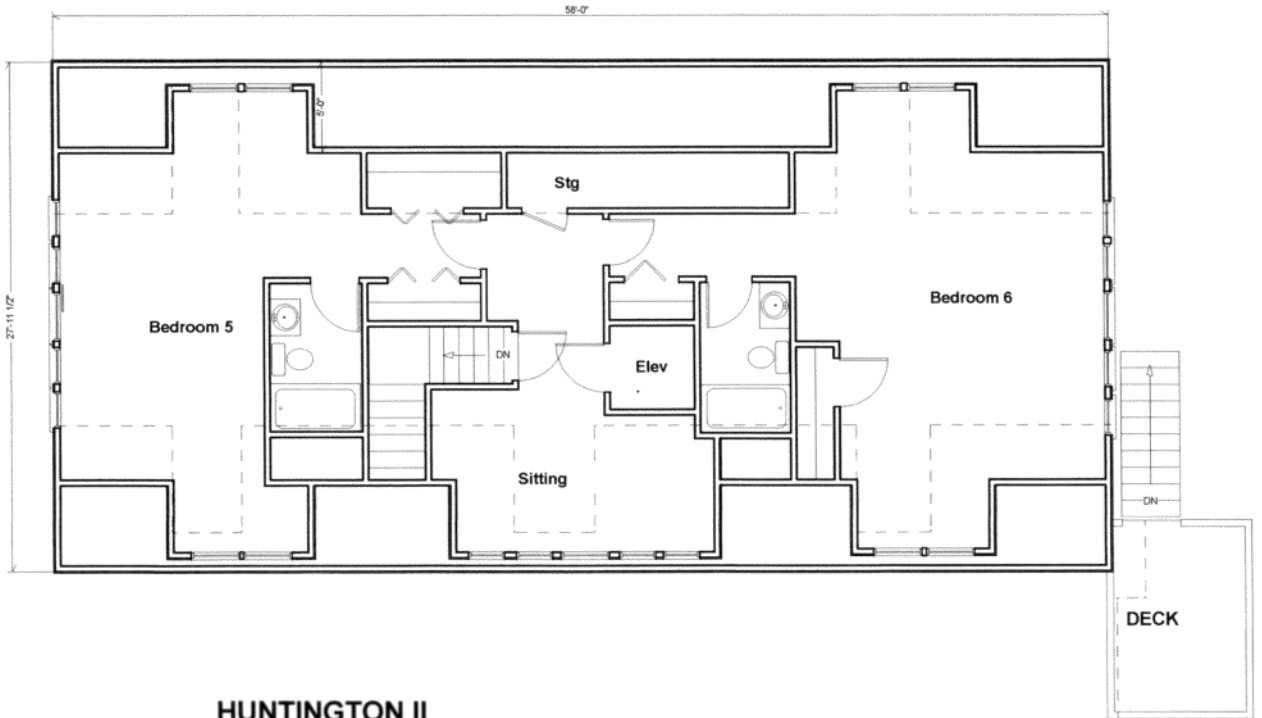 58'-0"
5'-0"
27'-11 1/2"
Stg
Bedroom 5
Bedroom 6
DN
Elev
Sitting
DN
DECK
HUNTINGTON II